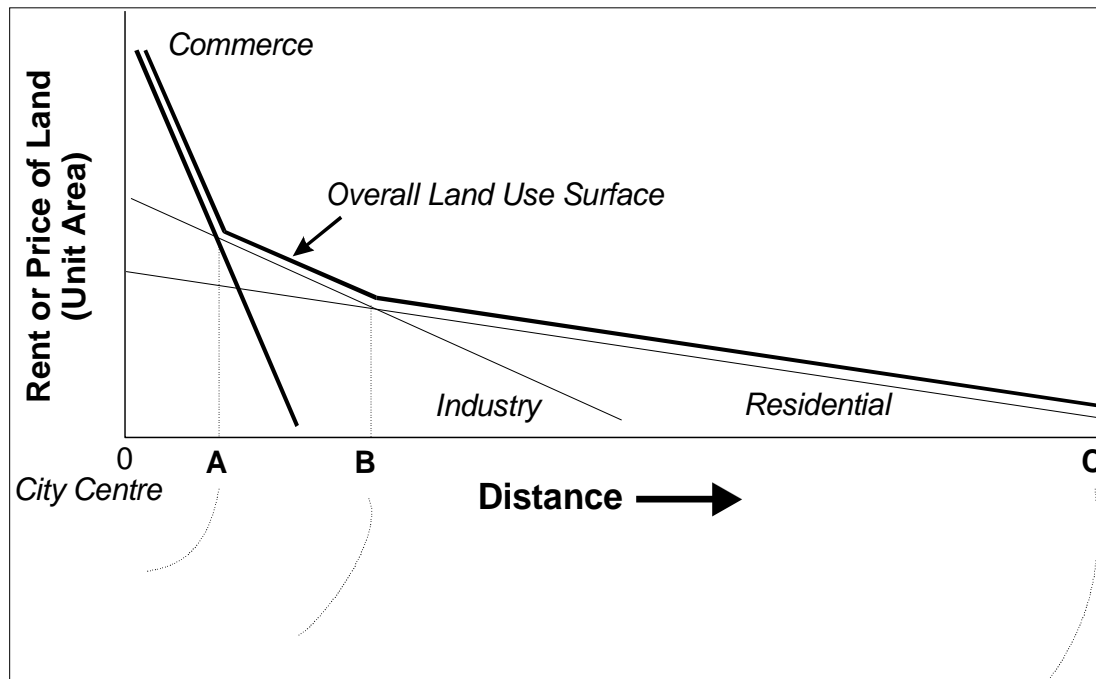 Commerce
Rent or Price of Land
(Unit Area)
Overall Land Use Surface
Industry
Residential
0
A
B
C
City Centre
Distance